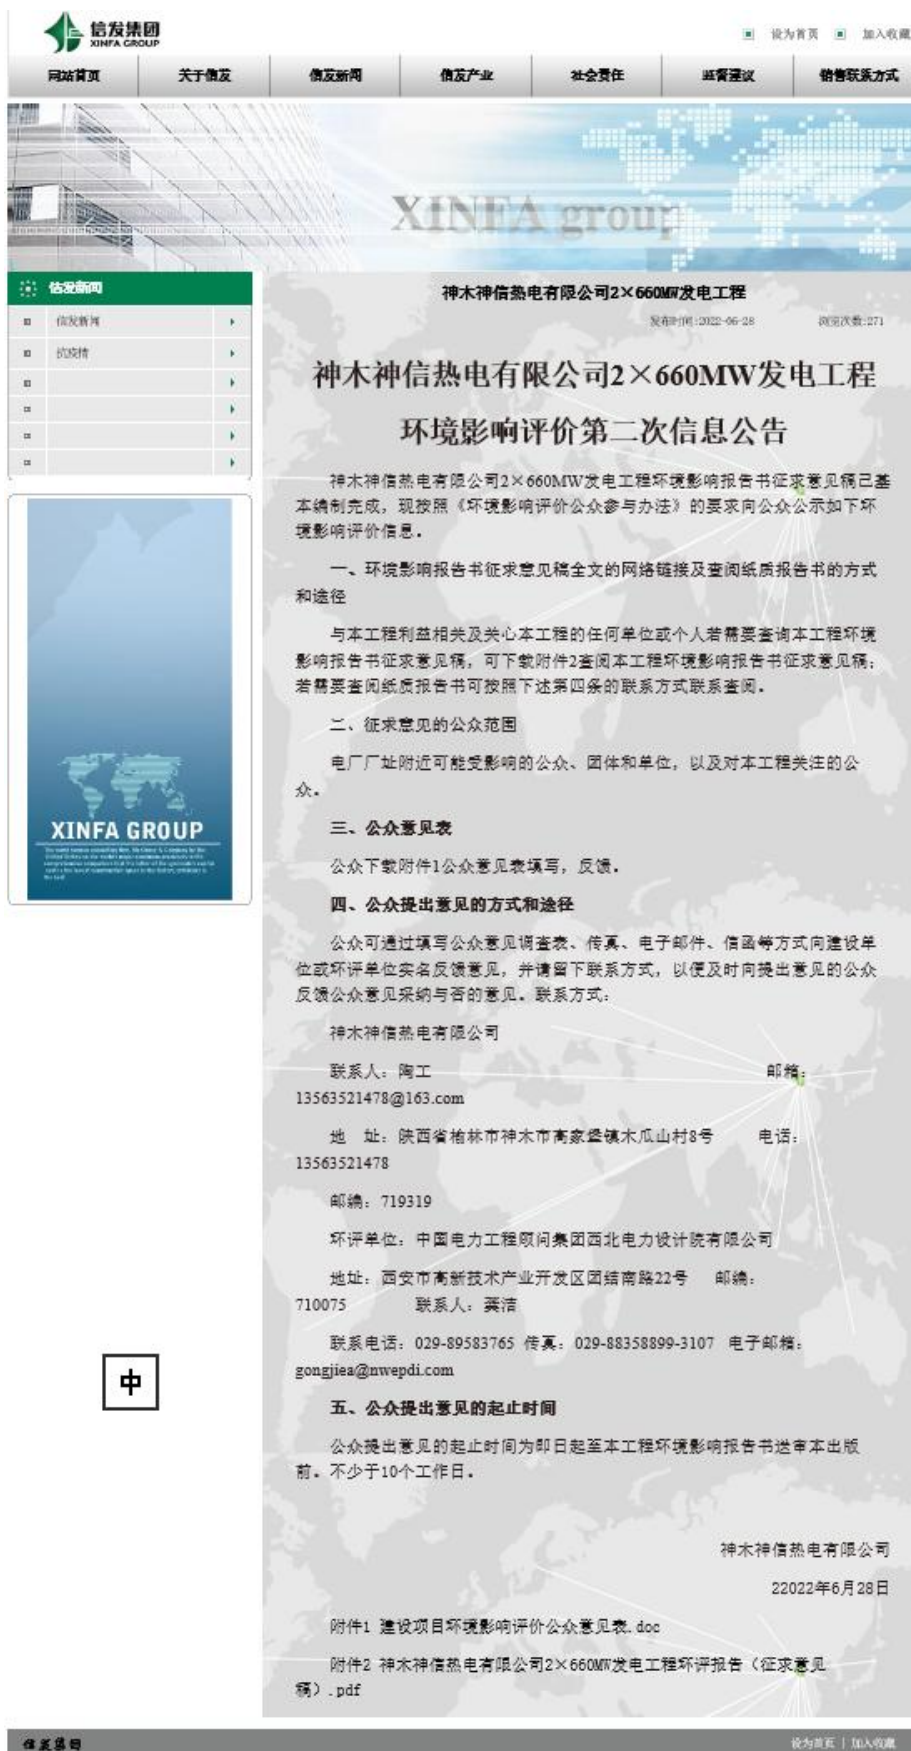 信发集团
XINFA GROUP
设为首页 加入收藏
网站首页 关于信发 信发新闻 信发产业 社会责任 监督建议 销售联系方式
XINFA group
信发新闻
信发新闻
抗疫情
XINFA GROUP
神木神信热电有限公司2×660MW发电工程
发布时间:2022-06-28 浏览次数:271
神木神信热电有限公司2×660MW发电工程
环境影响评价第二次信息公告
神木神信热电有限公司2×660MW发电工程环境影响报告书征求意见稿已基
本编制完成，现按照《环境影响评价公众参与办法》的要求向公众公示如下环
境影响评价信息。
一、环境影响报告书征求意见稿全文的网络链接及查阅纸质报告书的方式
和途径
与本工程利益相关及关心本工程的任何单位或个人若需要查询本工程环境
影响报告书征求意见稿，可下载附件2查阅本工程环境影响报告书征求意见稿；
若需要查阅纸质报告书可按照下述第四条的联系方式联系查阅。
二、征求意见的公众范围
电厂厂址附近可能受影响的公众、团体和单位，以及对本工程关注的公
众。
三、公众意见表
公众下载附件1公众意见表填写，反馈。
四、公众提出意见的方式和途径
公众可通过填写公众意见调查表、传真、电子邮件、信函等方式向建设单
位或环评单位实名反馈意见，并请留下联系方式，以便及时向提出意见的公众
反馈公众意见采纳与否的意见。联系方式：
神木神信热电有限公司
联系人：陶工 邮箱：
13563521478@163.com
地 址：陕西省榆林市神木市高家堡镇木瓜山村8号 电话：
13563521478
邮编：719319
环评单位：中国电力工程顾问集团西北电力设计院有限公司
地址：西安市高新技术产业开发区团结南路22号 邮编：
710075 联系人：龚洁
联系电话：029-89583765 传真：029-88358899-3107 电子邮箱：
gongjiea@nwepdi.com
五、公众提出意见的起止时间
公众提出意见的起止时间为即日起至本工程环境影响报告书送审本出版
前。不少于10个工作日。
神木神信热电有限公司
22022年6月28日
附件1 建设项目环境影响评价公众意见表.doc
附件2 神木神信热电有限公司2×660MW发电工程环评报告（征求意见
稿）.pdf
中
信发集团
设为首页 | 加入收藏